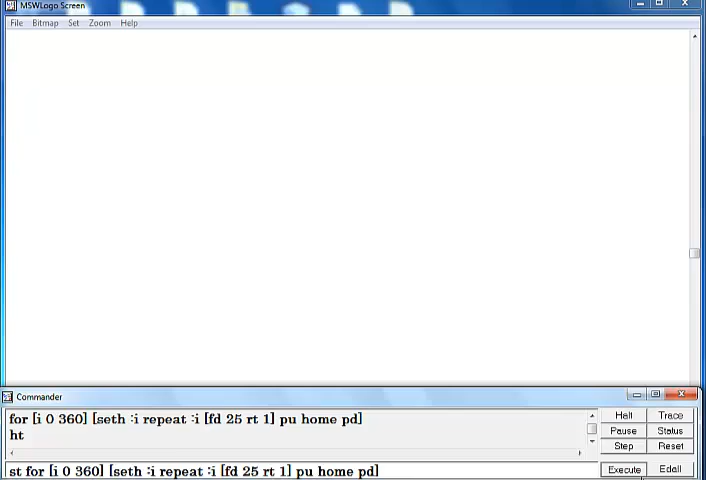 MSWLogo Screen
File Bitmap Set Zoom Help
Commander
for [i 0 360] [seth :i repeat :i [fd 25 rt 1] pu home pd]
ht
Halt Trace
Pause Status
Step Reset
st for [i 0 360] [seth :i repeat :i [fd 25 rt 1] pu home pd]
Execute Edall